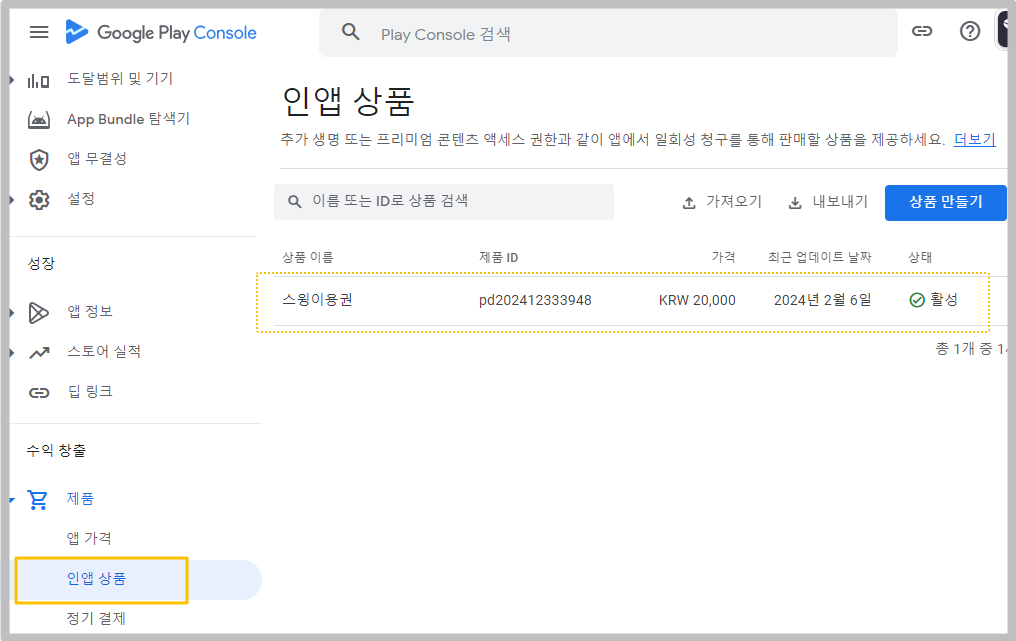 Google Play Console
Play Console 검색
도달범위 및 기기
App Bundle 탐색기
앱 무결성
설정
성장
앱 정보
스토어 실적
딥 링크
수익 창출
제품
앱 가격
인앱 상품
정기 결제
인앱 상품
추가 생명 또는 프리미엄 콘텐츠 액세스 권한과 같이 앱에서 일회성 청구를 통해 판매할 상품을 제공하세요. 더보기
이름 또는 ID로 상품 검색
가져오기
내보내기
상품 만들기
상품 이름 제품 ID 가격 최근 업데이트 날짜 상태
스윙이용권 pd202412333948 KRW 20,000 2024년 2월 6일 활성
총 1개 중